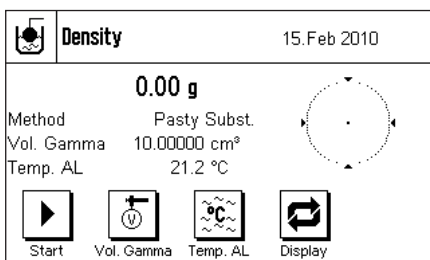 Density 15.Feb 2010
0.00 g
Method Pasty Subst.
Vol. Gamma 10.00000 cm³
Temp. AL 21.2 °C
V °C
Start Vol. Gamma Temp. AL Display